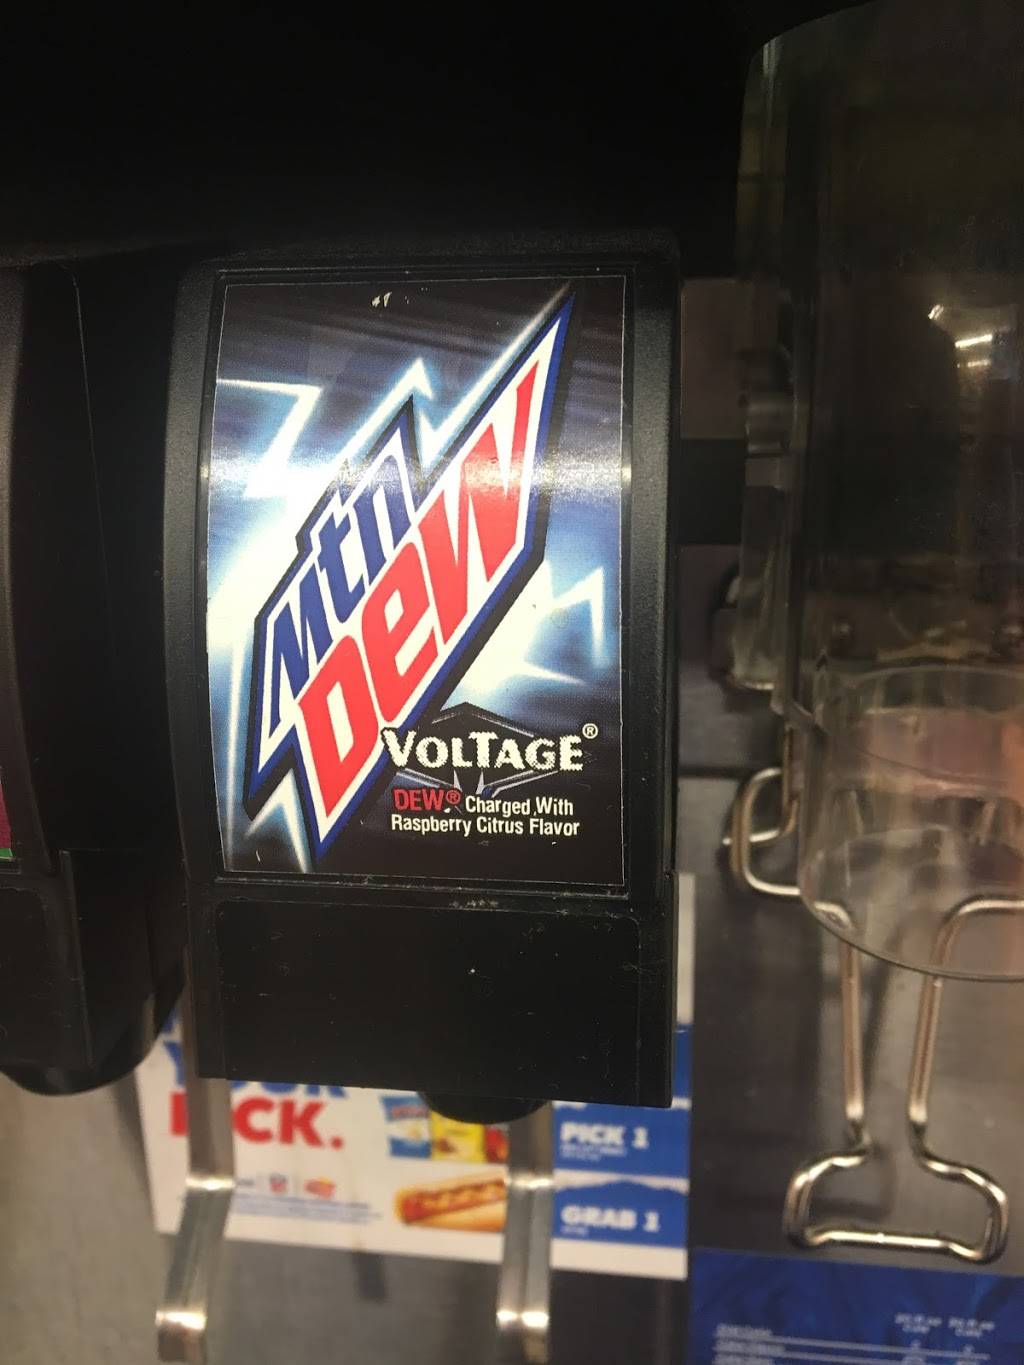 Mtn
DEW
VOLTAGE®
DEW® Charged With
Raspberry Citrus Flavor
CK.
PICK 1
GRAB 1